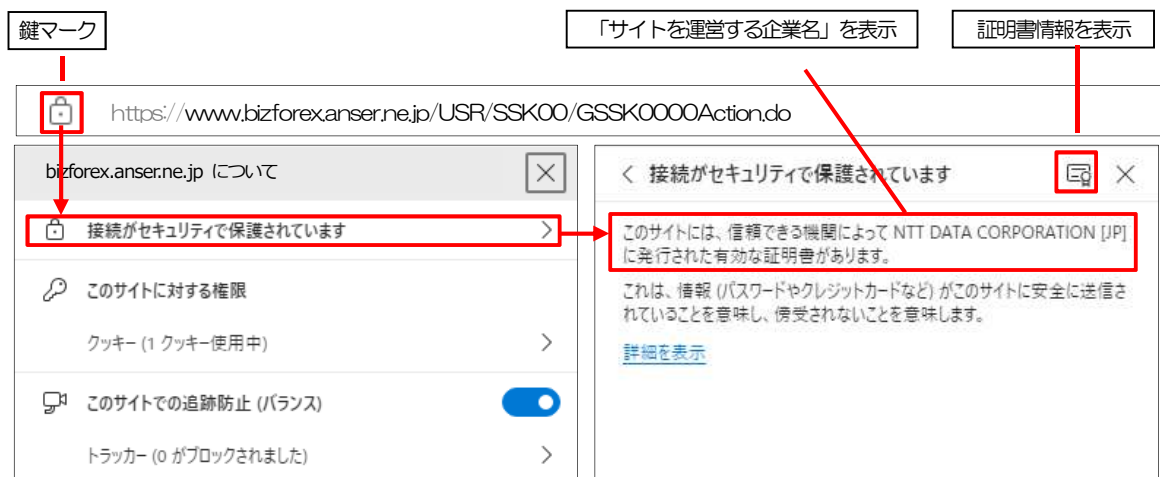 鍵マーク
「サイトを運営する企業名」を表示
証明書情報を表示
https://www.bizforex.anser.ne.jp/USR/SSK00/GSSK0000Action.do
bizforex.anser.ne.jp について
接続がセキュリティで保護されています
このサイトに対する権限
クッキー (1 クッキー使用中)
このサイトでの追跡防止 (バランス)
トラッカー (0 がブロックされました)
接続がセキュリティで保護されています
このサイトには、信頼できる機関によって NTT DATA CORPORATION [JP]
に発行された有効な証明書があります。
これは、情報 (パスワードやクレジットカードなど) がこのサイトに安全に送信さ
れていることを意味し、傍受されないことを意味します。
詳細を表示